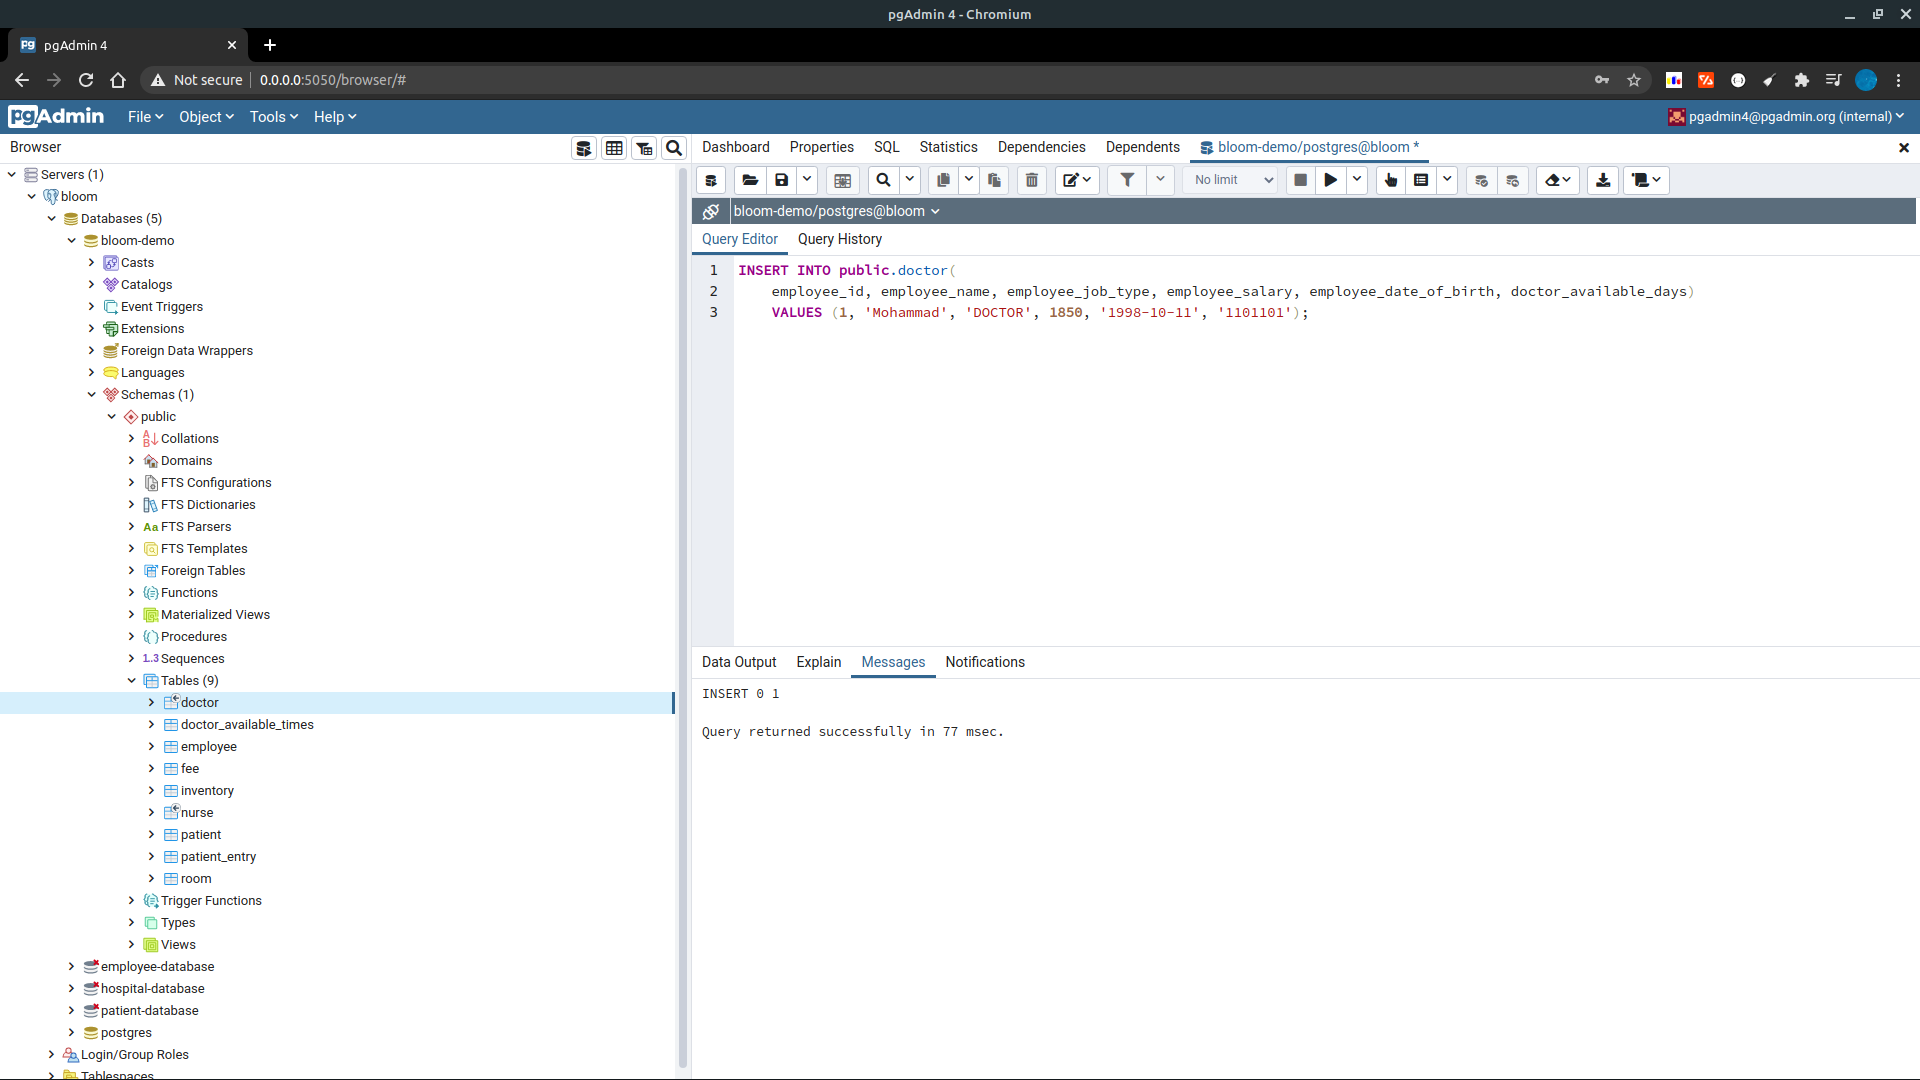 pgAdmin 4 - Chromium
pgAdmin 4
Not secure 0.0.0.0:5050/browser/#
pgAdmin File Object Tools Help pgadmin4@pgadmin.org (internal)
Browser
Dashboard Properties SQL Statistics Dependencies Dependents bloom-demo/postgres@bloom *
No limit
bloom-demo/postgres@bloom
Query Editor Query History
1 INSERT INTO public.doctor(
2 employee_id, employee_name, employee_job_type, employee_salary, employee_date_of_birth, doctor_available_days)
3 VALUES (1, 'Mohammad', 'DOCTOR', 1850, '1998-10-11', '1101101');
Data Output Explain Messages Notifications
INSERT 0 1
Query returned successfully in 77 msec.
Servers (1)
bloom
Databases (5)
bloom-demo
Casts
Catalogs
Event Triggers
Extensions
Foreign Data Wrappers
Languages
Schemas (1)
public
Collations
Domains
FTS Configurations
FTS Dictionaries
Aa FTS Parsers
FTS Templates
Foreign Tables
Functions
Materialized Views
Procedures
1..3 Sequences
Tables (9)
doctor
doctor_available_times
employee
fee
inventory
nurse
patient
patient_entry
room
Trigger Functions
Types
Views
employee-database
hospital-database
patient-database
postgres
Login/Group Roles
Tablespaces